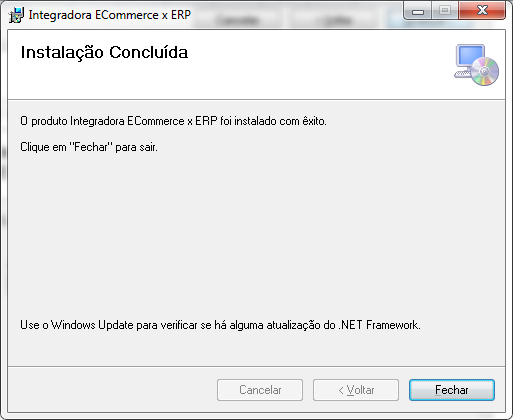 Integradora ECommerce x ERP
Instalação Concluída
O produto Integradora ECommerce x ERP foi instalado com êxito.
Clique em "Fechar" para sair.
Use o Windows Update para verificar se há alguma atualização do .NET Framework.
Cancelar
< Voltar
Fechar